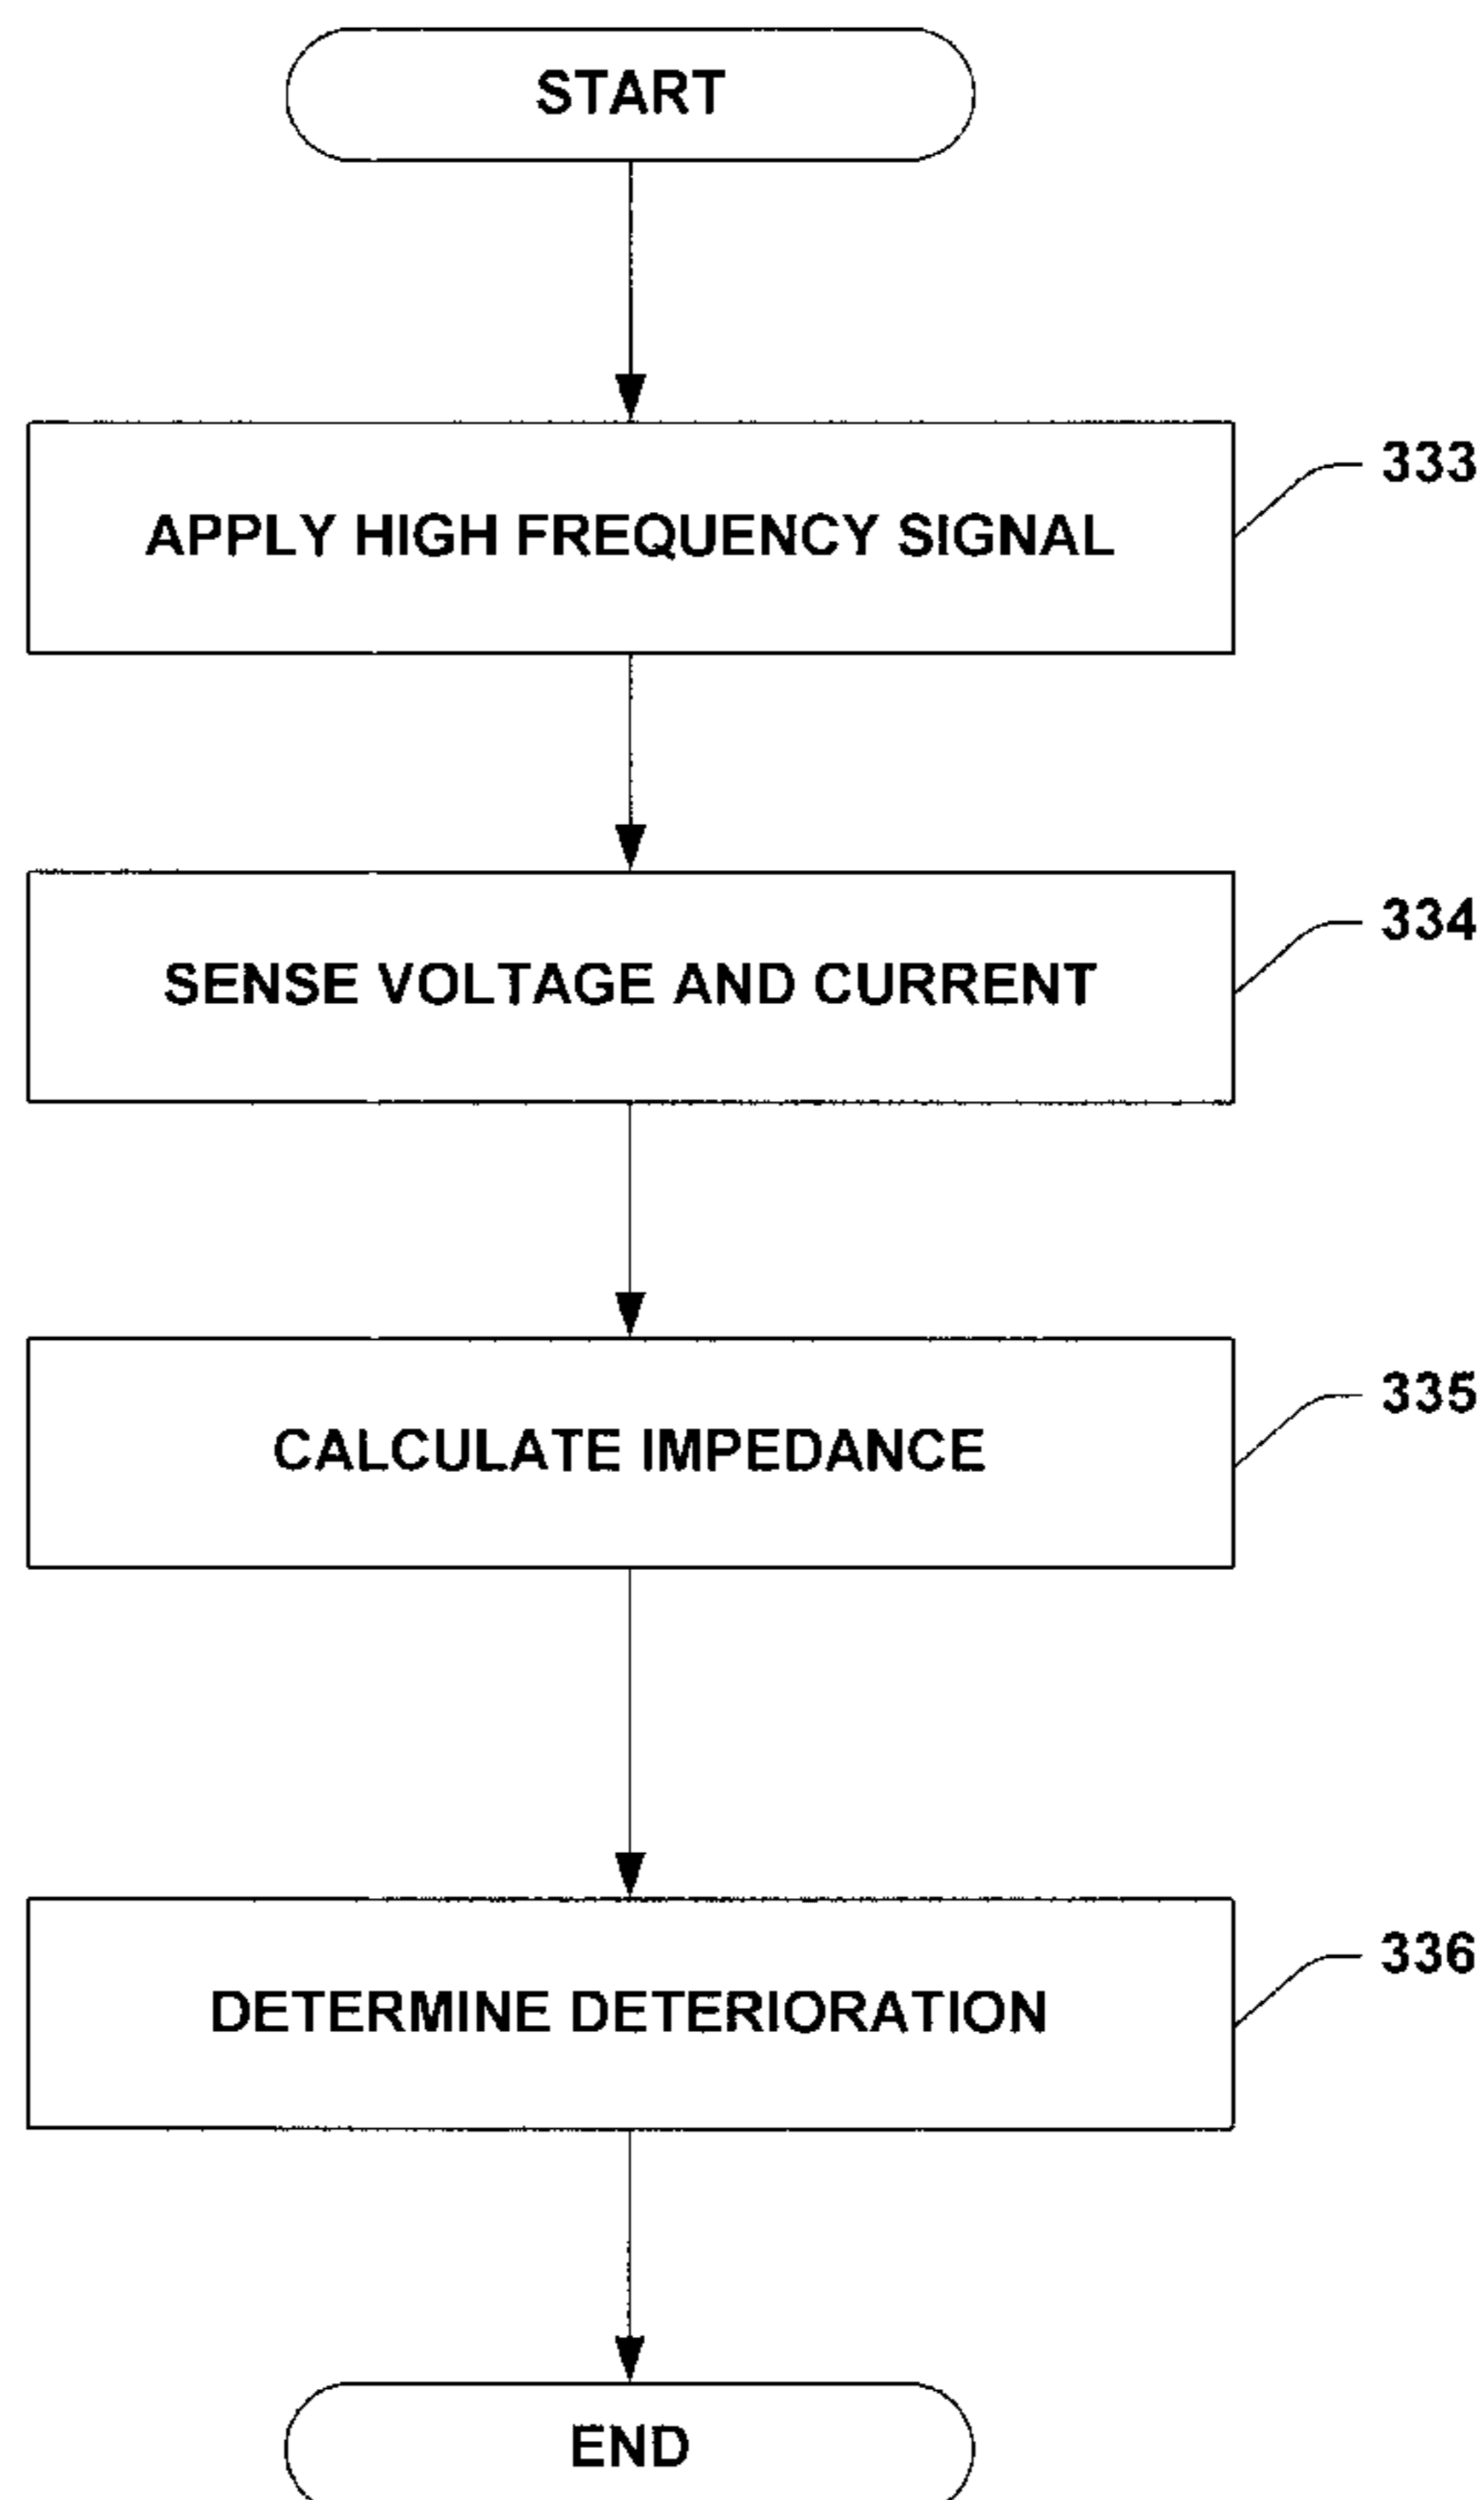 START
APPLY HIGH FREQUENCY SIGNAL
333
SENSE VOLTAGE AND CURRENT
334
CALCULATE IMPEDANCE
335
DETERMINE DETERIORATION
336
END